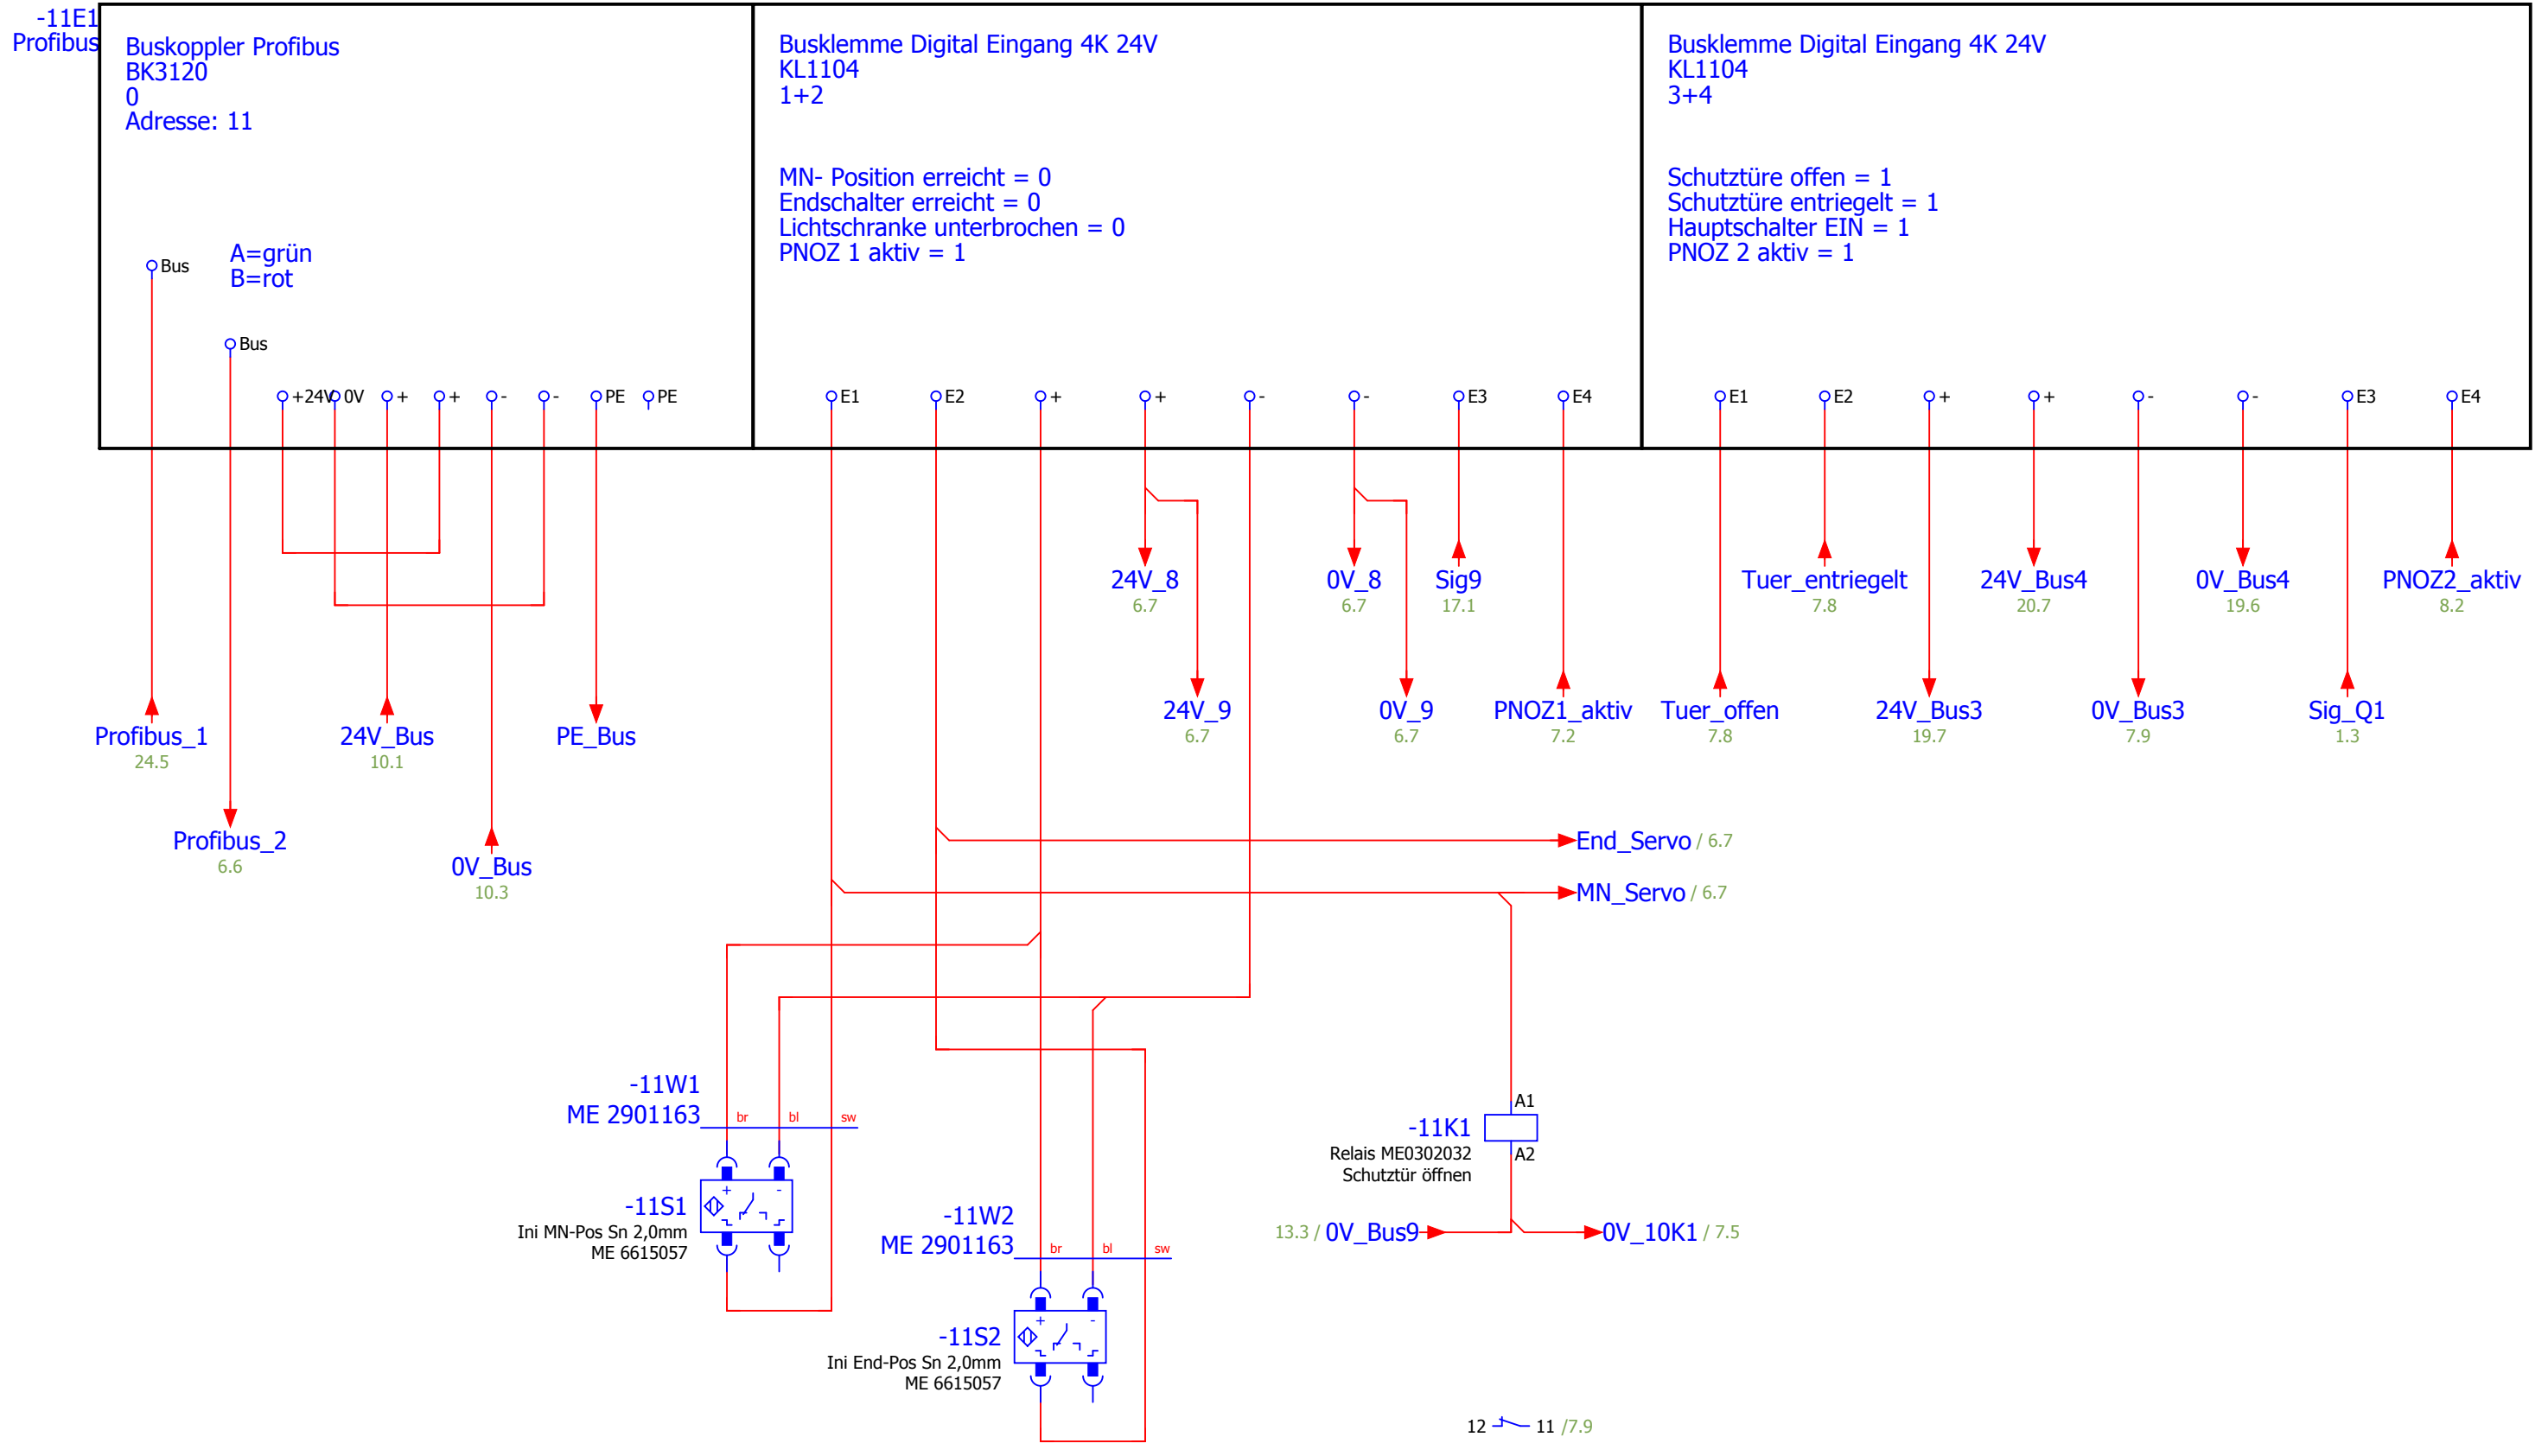 -11E1
Profibus
Buskoppler Profibus
BK3120
0
Adresse: 11
A=grün
B=rot
Bus
Bus
+24V
0V
+
+
-
-
PE
PE
Busklemme Digital Eingang 4K 24V
KL1104
1+2
MN- Position erreicht = 0
Endschalter erreicht = 0
Lichtschranke unterbrochen = 0
PNOZ 1 aktiv = 1
E1
E2
+
+
-
-
E3
E4
Busklemme Digital Eingang 4K 24V
KL1104
3+4
Schutztüre offen = 1
Schutztüre entriegelt = 1
Hauptschalter EIN = 1
PNOZ 2 aktiv = 1
E1
E2
+
+
-
-
E3
E4
24V_8
6.7
0V_8
6.7
Sig9
17.1
Tuer_entriegelt
7.8
24V_Bus4
20.7
0V_Bus4
19.6
PNOZ2_aktiv
8.2
Profibus_1
24.5
24V_Bus
10.1
PE_Bus
24V_9
6.7
0V_9
6.7
PNOZ1_aktiv
7.2
Tuer_offen
7.8
24V_Bus3
19.7
0V_Bus3
7.9
Sig_Q1
1.3
Profibus_2
6.6
0V_Bus
10.3
End_Servo / 6.7
MN_Servo / 6.7
-11W1
ME 2901163
br
bl
sw
-11S1
Ini MN-Pos Sn 2,0mm
ME 6615057
+
-
-11W2
ME 2901163
br
bl
sw
-11S2
Ini End-Pos Sn 2,0mm
ME 6615057
+
-
A1
-11K1
Relais ME0302032
Schutztür öffnen
A2
13.3 / 0V_Bus9
0V_10K1 / 7.5
12
11 /7.9